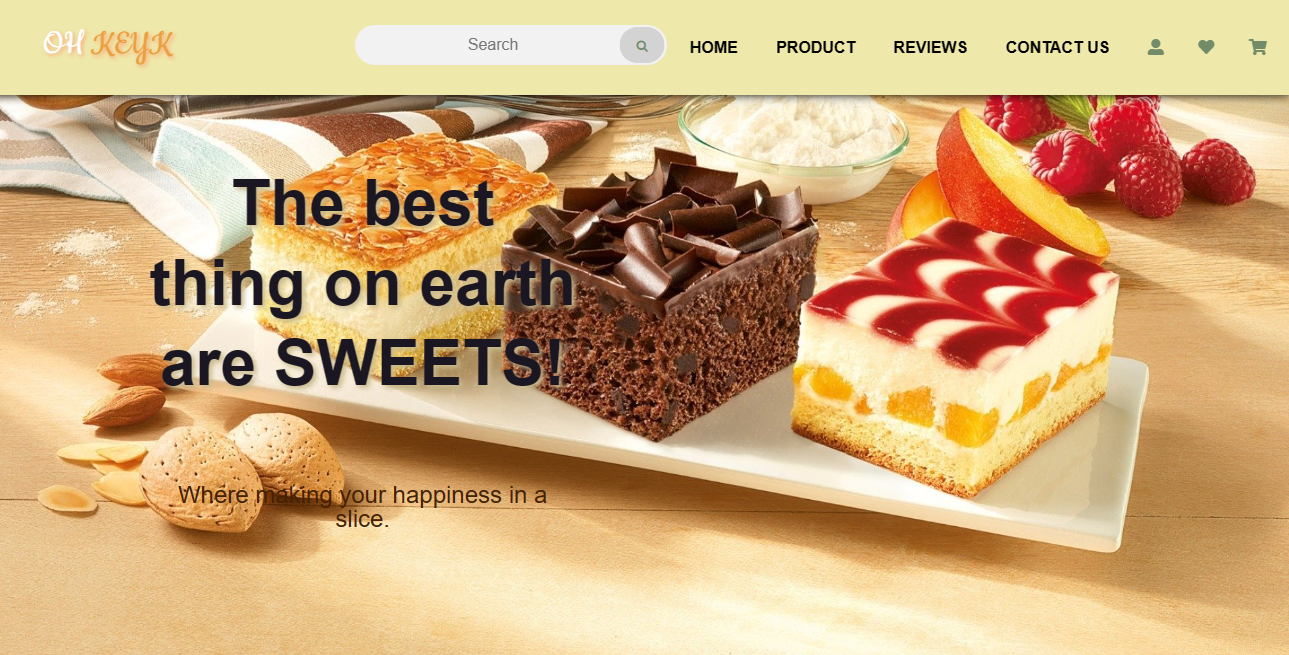 OH KEYK
Search
HOME
PRODUCT
REVIEWS
CONTACT US
The best
thing on earth
are SWEETS!
Where making your happiness in a
slice.